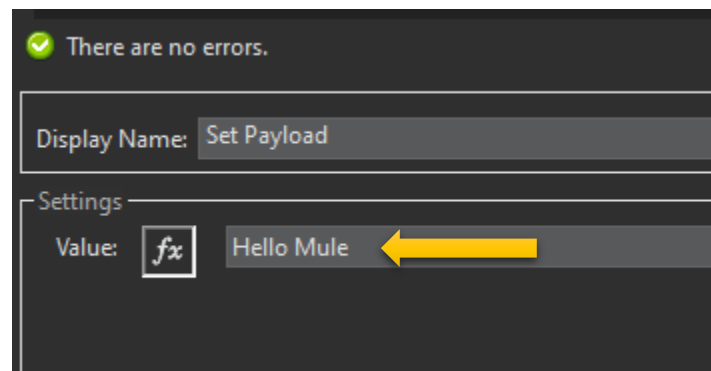 There are no errors.
Display Name: Set Payload
Settings
Value: fx Hello Mule